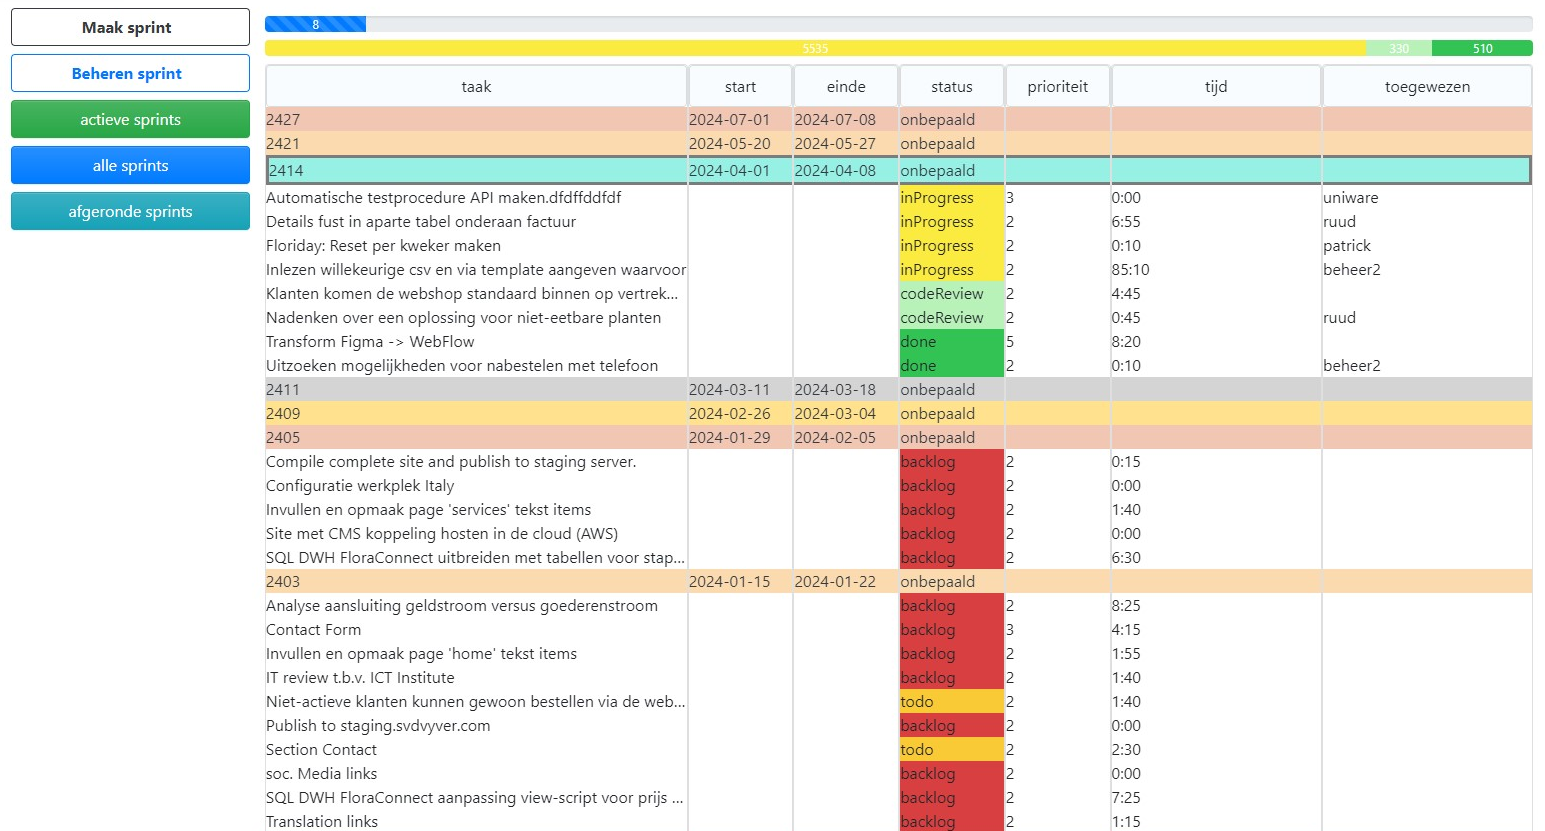 Maak sprint
Beheren sprint
actieve sprints
alle sprints
afgeronde sprints
8
5535 330 510
taak start einde status prioriteit tijd toegewezen
2427 2024-07-01 2024-07-08 onbepaald
2421 2024-05-20 2024-05-27 onbepaald
2414 2024-04-01 2024-04-08 onbepaald
Automatische testprocedure API maken.dfdffddfdf inProgress 3 0:00 uniware
Details fust in aparte tabel onderaan factuur inProgress 2 6:55 ruud
Floriday: Reset per kweker maken inProgress 2 0:10 patrick
Inlezen willekeurige csv en via template aangeven waarvoor inProgress 2 85:10 beheer2
Klanten komen de webshop standaard binnen op vertrek... codeReview 2 4:45
Nadenken over een oplossing voor niet-eetbare planten codeReview 2 0:45 ruud
Transform Figma -> WebFlow done 5 8:20
Uitzoeken mogelijkheden voor nabestelen met telefoon done 2 0:10 beheer2
2411 2024-03-11 2024-03-18 onbepaald
2409 2024-02-26 2024-03-04 onbepaald
2405 2024-01-29 2024-02-05 onbepaald
Compile complete site and publish to staging server. backlog 2 0:15
Configuratie werkplek Italy backlog 2 0:00
Invullen en opmaak page 'services' tekst items backlog 2 1:40
Site met CMS koppeling hosten in de cloud (AWS) backlog 2 0:00
SQL DWH FloraConnect uitbreiden met tabellen voor stap... backlog 2 6:30
2403 2024-01-15 2024-01-22 onbepaald
Analyse aansluiting geldstroom versus goederenstroom backlog 2 8:25
Contact Form backlog 3 4:15
Invullen en opmaak page 'home' tekst items backlog 2 1:55
IT review t.b.v. ICT Institute backlog 2 1:40
Niet-actieve klanten kunnen gewoon bestellen via de web... todo 2 1:40
Publish to staging.svdvyver.com backlog 2 0:00
Section Contact todo 2 2:30
soc. Media links backlog 2 0:00
SQL DWH FloraConnect aanpassing view-script voor prijs ... backlog 2 7:25
Translation links backlog 2 1:15